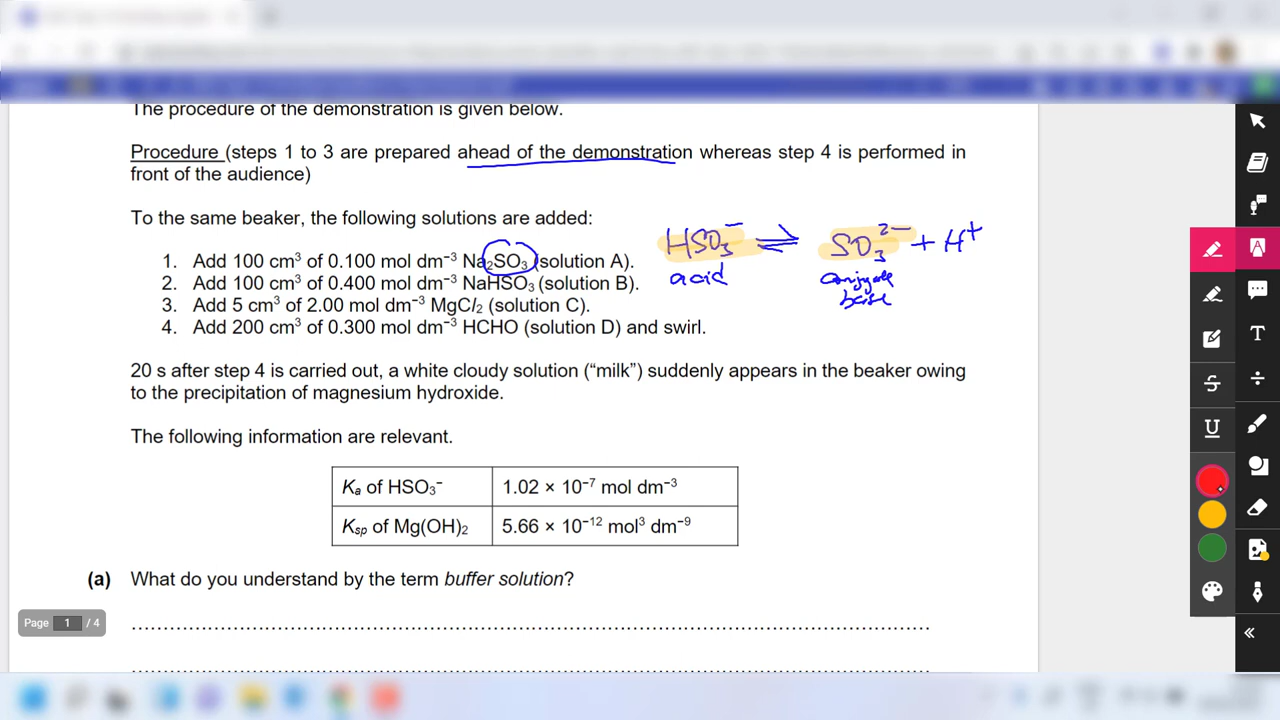 The procedure of the demonstration is given below.
Procedure (steps 1 to 3 are prepared ahead of the demonstration whereas step 4 is performed in
front of the audience)
To the same beaker, the following solutions are added:
HSO₃⁻ ⇌ SO₃²⁻ + H⁺
acid conjugate
base
1. Add 100 cm³ of 0.100 mol dm⁻³ Na₂SO₃ (solution A).
2. Add 100 cm³ of 0.400 mol dm⁻³ NaHSO₃ (solution B).
3. Add 5 cm³ of 2.00 mol dm⁻³ MgCl₂ (solution C).
4. Add 200 cm³ of 0.300 mol dm⁻³ HCHO (solution D) and swirl.
20 s after step 4 is carried out, a white cloudy solution (“milk”) suddenly appears in the beaker owing
to the precipitation of magnesium hydroxide.
The following information are relevant.
Kₐ of HSO₃⁻ 1.02 × 10⁻⁷ mol dm⁻³
Ksp of Mg(OH)₂ 5.66 × 10⁻¹² mol³ dm⁻⁹
(a) What do you understand by the term buffer solution?
Page 1 / 4